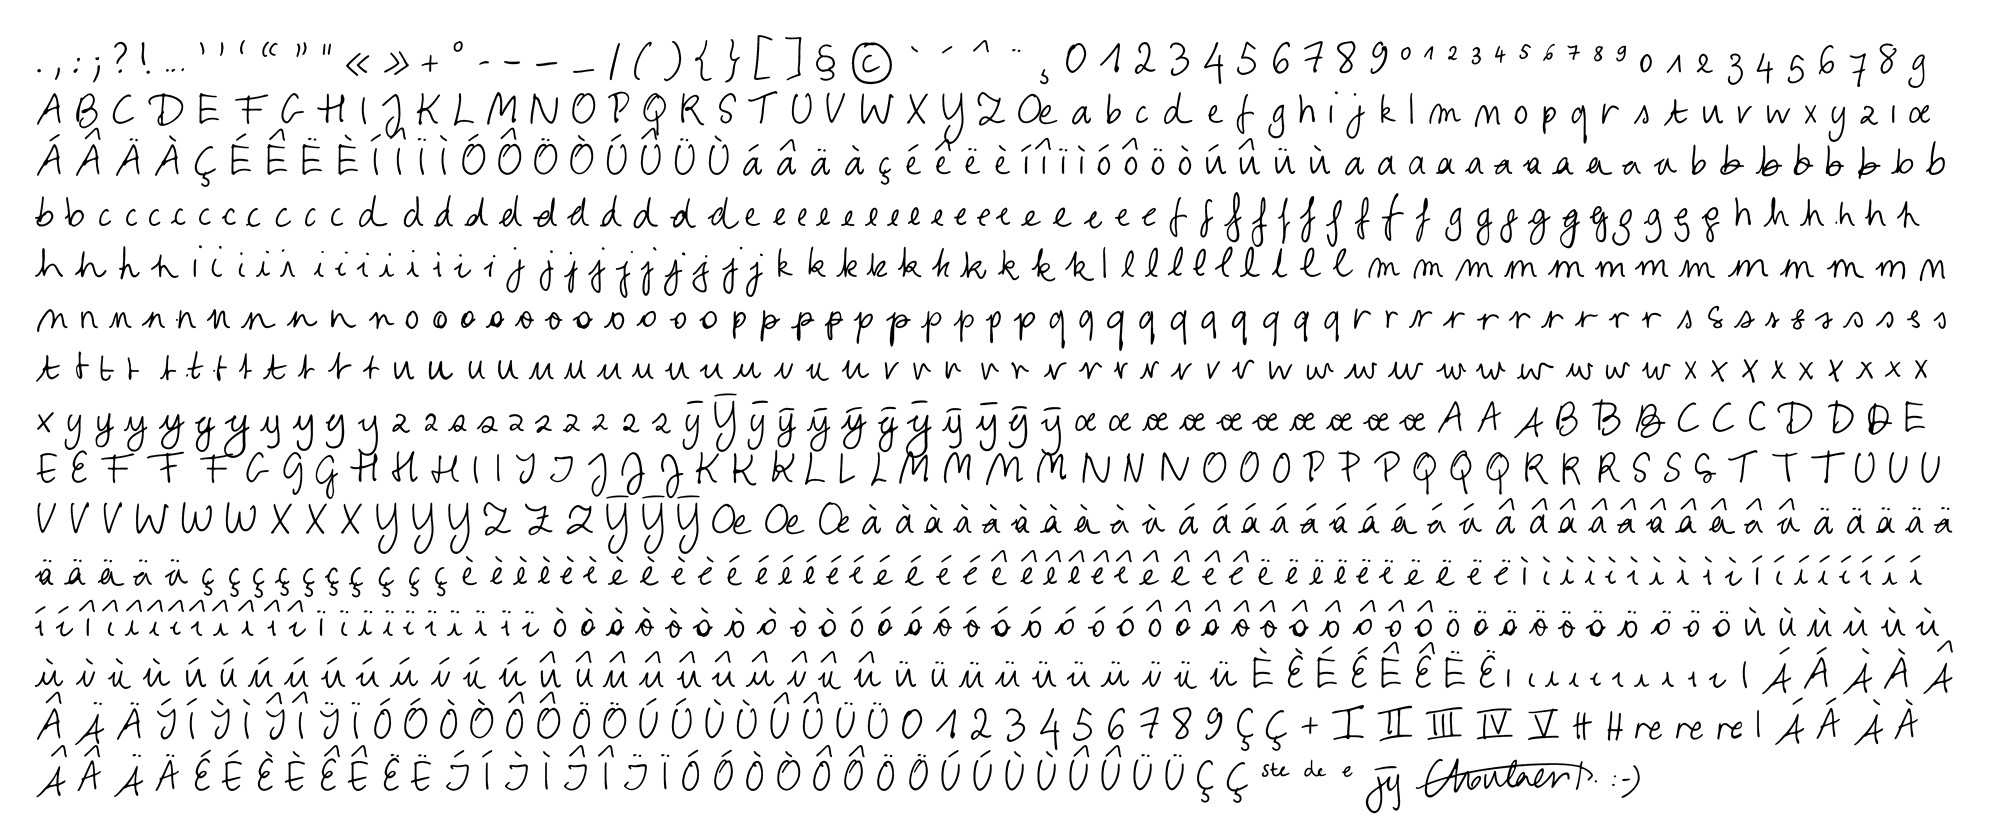 . , : ; ? ! … ' ' ‘ “ ” " « » + ° - – — _ / ( ) { } [ ] § © ` ´ ^ ¨ ¸ 0 1 2 3 4 5 6 7 8 9 0 1 2 3 4 5 6 7 8 9 0 1 2 3 4 5 6 7 8 9
A B C D E F G H I J K L M N O P Q R S T U V W X Y Z Œ a b c d e f g h i j k l m n o p q r s t u v w x y z ı œ
Á Â Ä À Ç É Ê Ë È Í Î Ï Ì Ó Ô Ö Ò Ú Û Ü Ù á â ä à ç é ê ë è í î ï ì ó ô ö ò ú û ü ù a a a a a a a a a a a b b b b b b b b
b b c c c c c c c c c c c d d d d d d d d d d d e e e e e e e e e e e e e e e e e e f f f f f f f f f f f g g g g g g g g g g h h h h h h
h h h h i i i i i i i i i i i i i j j j j j j j j j j j k k k k k k k k k k k l l l l l l l l l l l m m m m m m m m m m m m n
n n n n n n n n n n n o o o o o o o o o o o p p p p p p p p p p p q q q q q q q q q q q r r r r r r r r r r r s s s s s s s s s s
t t t t t t t t t t t t t u u u u u u u u u u u u u u v v v v v v v v v v v v w w w w w w w w w w w x x x x x x x x x
x y y y y y y y y y y z z z z z z z z z z z ȳ ȳ ȳ ȳ ȳ ȳ ȳ ȳ ȳ ȳ ȳ ȳ œ œ œ œ œ œ œ œ œ œ œ A A A B B B C C C D D D E
E E F F F G G G H H H I I J J J J J K K K L L L M M M M N N N O O O P P P Q Q Q R R R S S S T T T U U U
V V V W W W X X X Y Y Y Z Z Z Ȳ Ȳ Ȳ Œ Œ Œ à à à à à à à à à à á á á á á á á á á á â â â â â â â â â â ä ä ä ä ä
ä ä ä ä ä ç ç ç ç ç ç ç ç ç ç è è è è è è è è è è é é é é é é é é é é ê ê ê ê ê ê ê ê ê ê ë ë ë ë ë ë ë ë ë ë ì ì ì ì ì ì ì ì ì ì í í í í í í í í
í í î î î î î î î î î î ï ï ï ï ï ï ï ï ï ï ò ò ò ò ò ò ò ò ò ò ó ó ó ó ó ó ó ó ó ó ô ô ô ô ô ô ô ô ô ô ö ö ö ö ö ö ö ö ö ö ù ù ù ù ù ù
ù ù ù ù ú ú ú ú ú ú ú ú ú ú û û û û û û û û û û ü ü ü ü ü ü ü ü ü ü È È É É Ê Ê Ë Ë ı ı ı ı ı ı ı ı ı l Á Á À À Â
Â Ä Ä Í Í Ì Ì Î Î Ï Ï Ó Ó Ò Ò Ô Ô Ö Ö Ú Ú Ù Ù Û Û Ü Ü 0 1 2 3 4 5 6 7 8 9 Ç Ç + I II III IV V H H re re re l Á Á À À
Â Â Ä Ä É É È È Ê Ê Ë Ë Í Í Ì Ì Î Î Ï Ï Ó Ó Ò Ò Ô Ô Ö Ö Ú Ú Ù Ù Û Û Ü Ü Ç Ç ste de e :-)